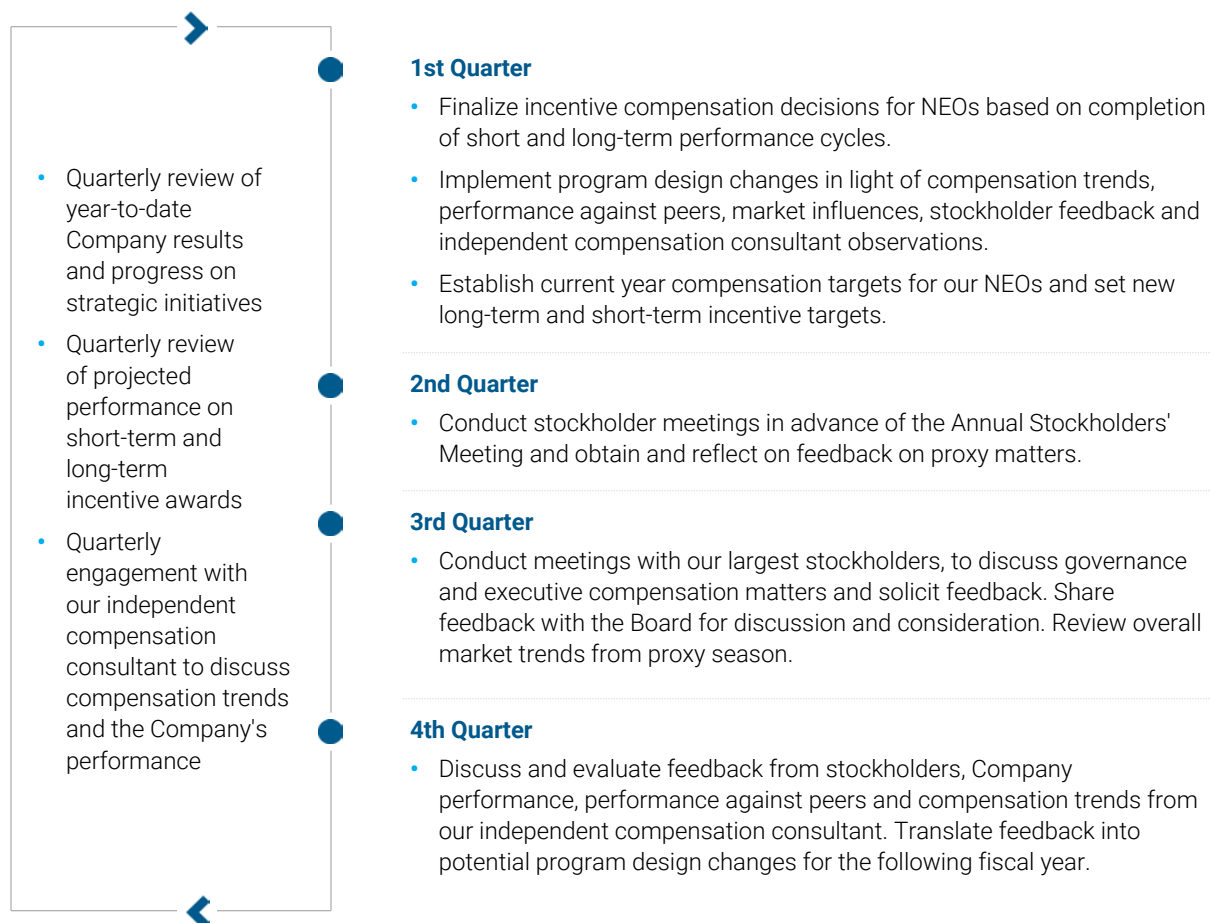 • Quarterly review of
year-to-date
Company results
and progress on
strategic initiatives
• Quarterly review
of projected
performance on
short-term and
long-term
incentive awards
• Quarterly
engagement with
our independent
compensation
consultant to discuss
compensation trends
and the Company's
performance
1st Quarter
• Finalize incentive compensation decisions for NEOs based on completion
of short and long-term performance cycles.
• Implement program design changes in light of compensation trends,
performance against peers, market influences, stockholder feedback and
independent compensation consultant observations.
• Establish current year compensation targets for our NEOs and set new
long-term and short-term incentive targets.
2nd Quarter
• Conduct stockholder meetings in advance of the Annual Stockholders'
Meeting and obtain and reflect on feedback on proxy matters.
3rd Quarter
• Conduct meetings with our largest stockholders, to discuss governance
and executive compensation matters and solicit feedback. Share
feedback with the Board for discussion and consideration. Review overall
market trends from proxy season.
4th Quarter
• Discuss and evaluate feedback from stockholders, Company
performance, performance against peers and compensation trends from
our independent compensation consultant. Translate feedback into
potential program design changes for the following fiscal year.